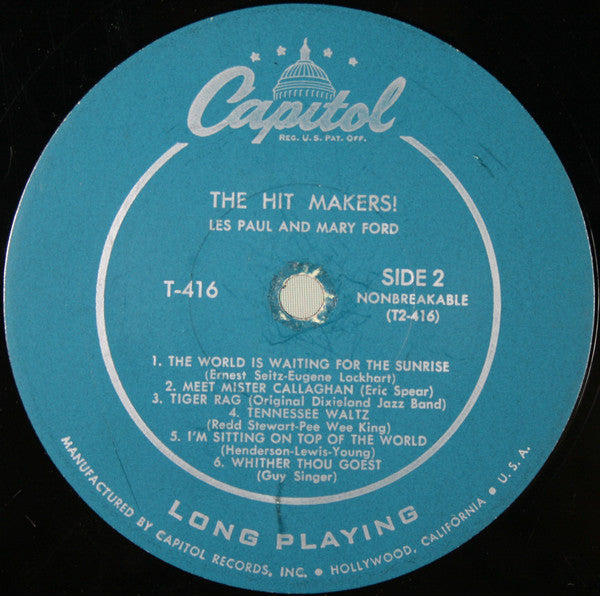 Capitol
REG. U.S. PAT. OFF.
THE HIT MAKERS!
LES PAUL AND MARY FORD
T-416
SIDE 2
NONBREAKABLE
(T2-416)
1. THE WORLD IS WAITING FOR THE SUNRISE
(Ernest Seitz-Eugene Lockhart)
2. MEET MISTER CALLAGHAN (Eric Spear)
3. TIGER RAG (Original Dixieland Jazz Band)
4. TENNESSEE WALTZ
(Redd Stewart-Pee Wee King)
5. I'M SITTING ON TOP OF THE WORLD
(Henderson-Lewis-Young)
6. WHITHER THOU GOEST
(Guy Singer)
LONG PLAYING
MANUFACTURED BY CAPITOL RECORDS, INC. • HOLLYWOOD, CALIFORNIA • U.S.A.